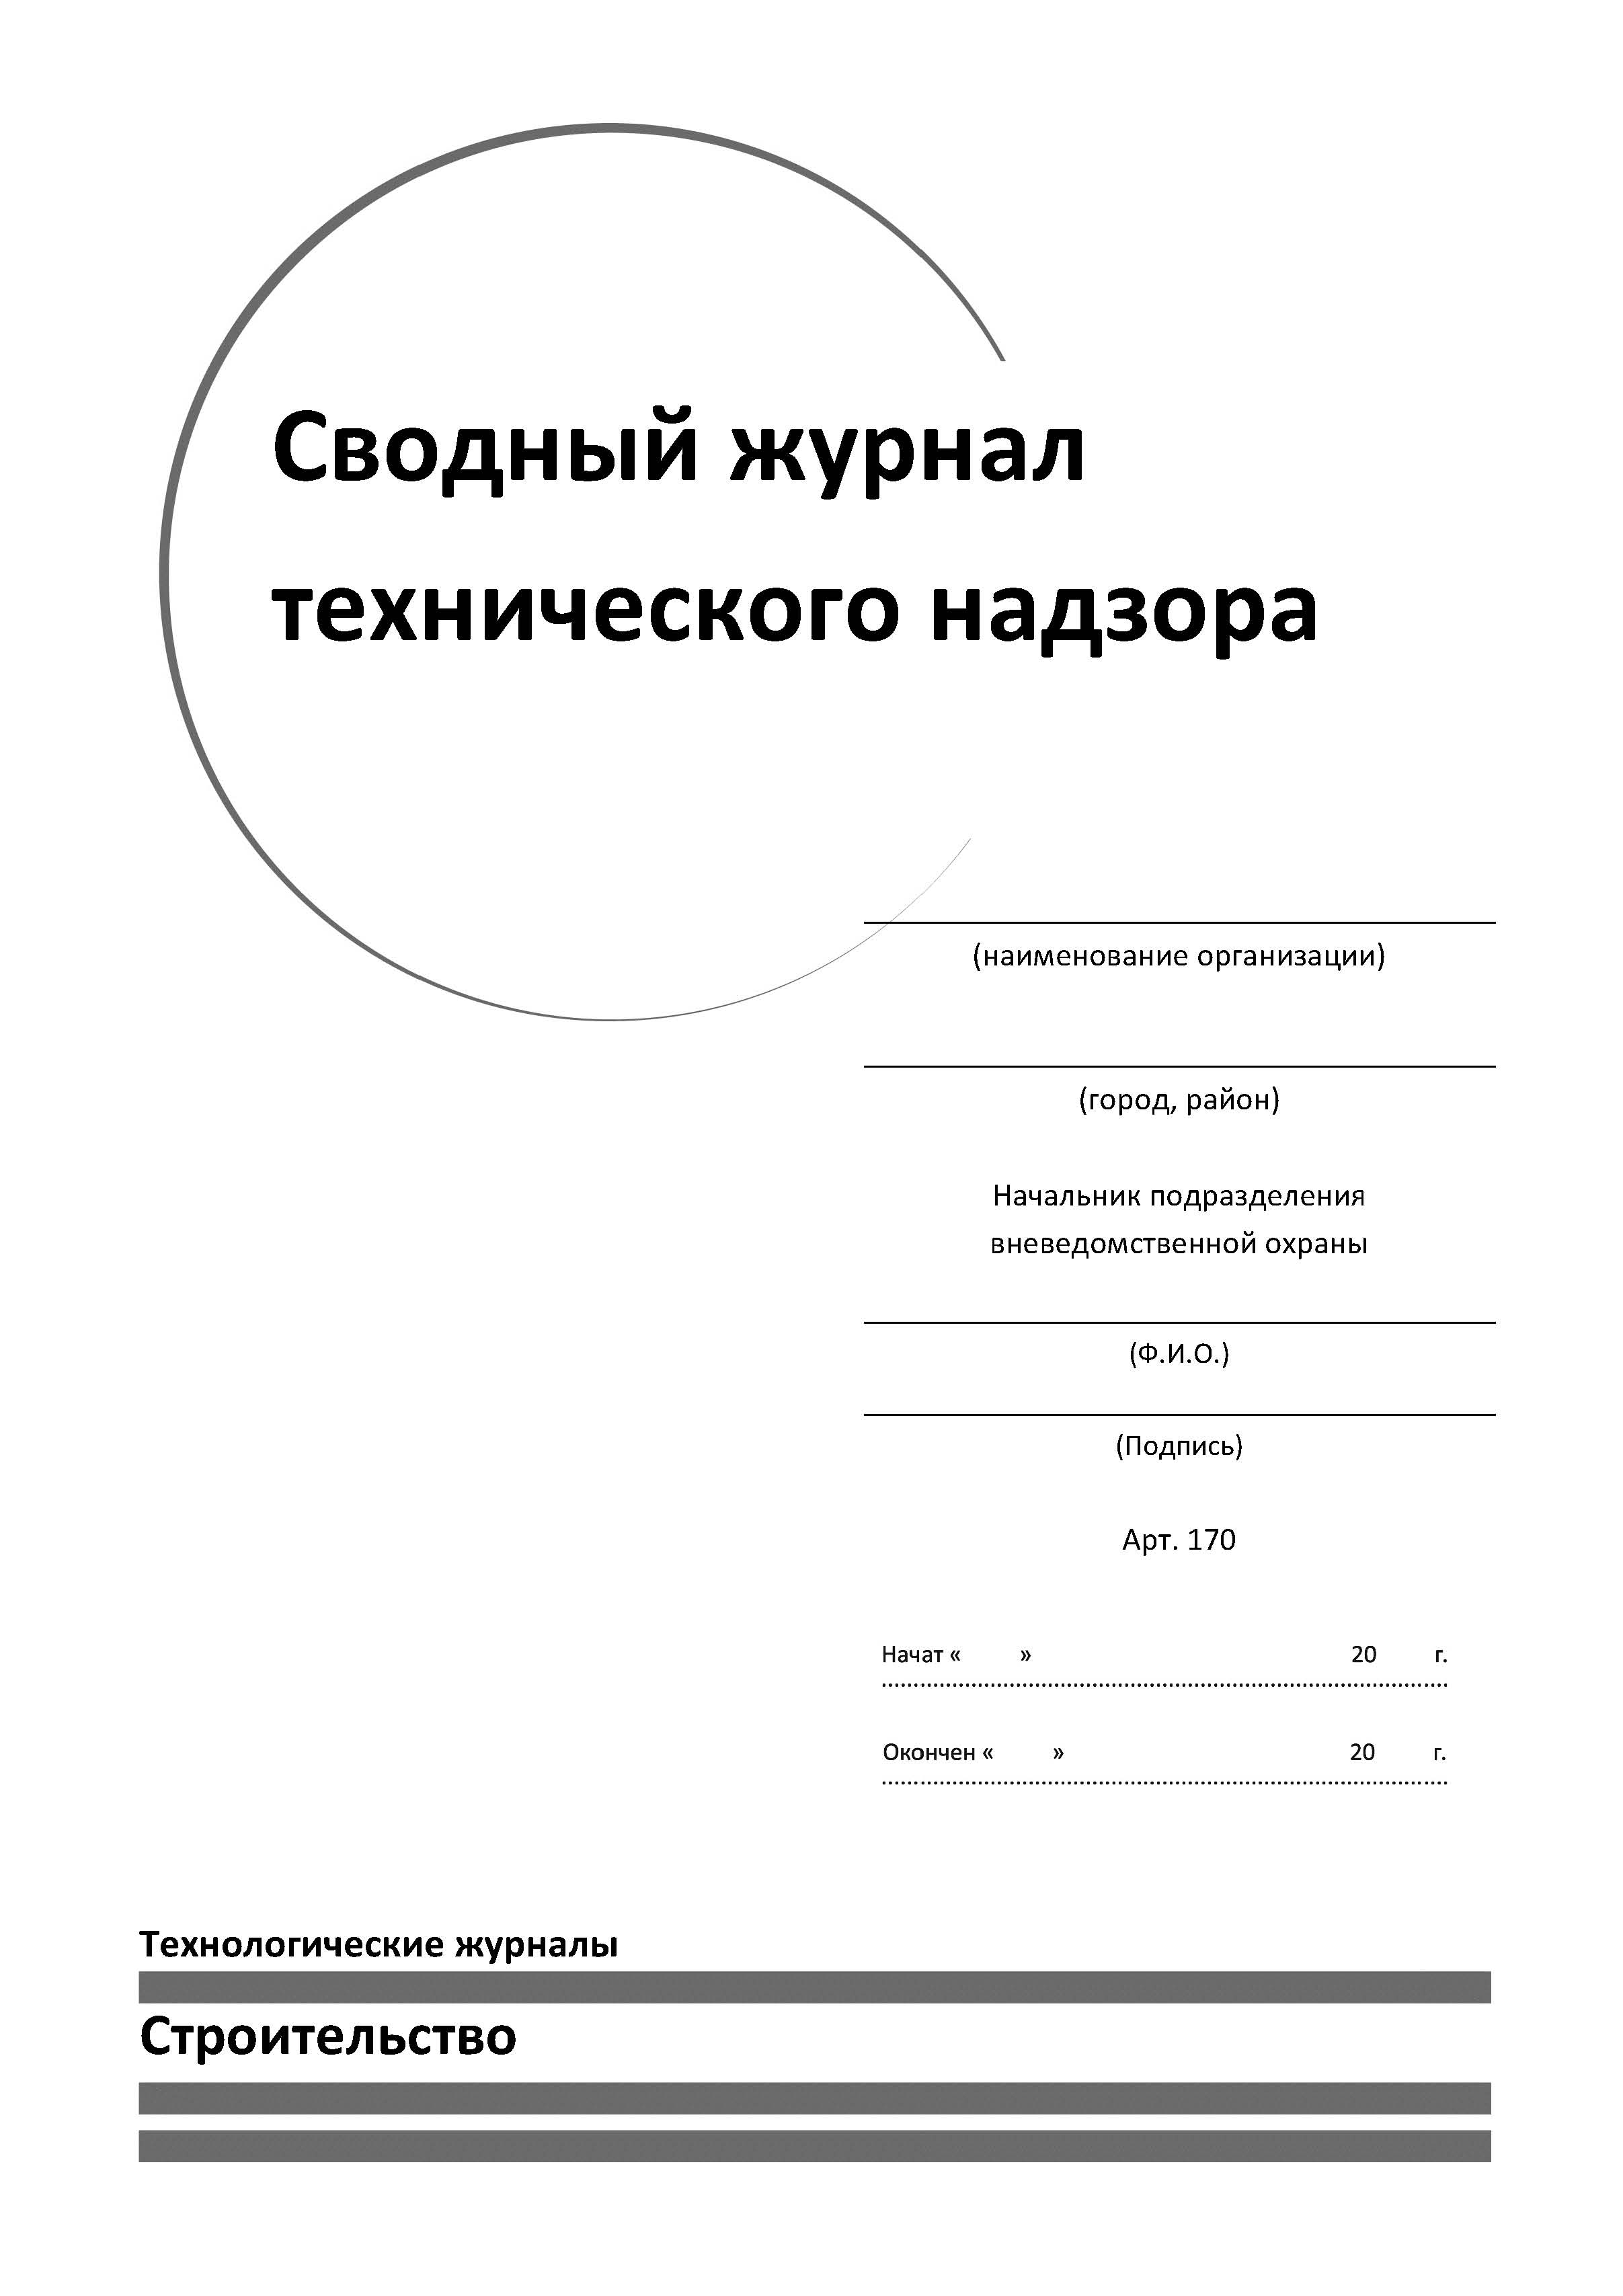 Сводный журнал
технического надзора
(наименование организации)
(город, район)
Начальник подразделения
вневедомственной охраны
(Ф.И.О.)
(Подпись)
Арт. 170
Начат « » 20 г.
Окончен « » 20 г.
Технологические журналы
Строительство